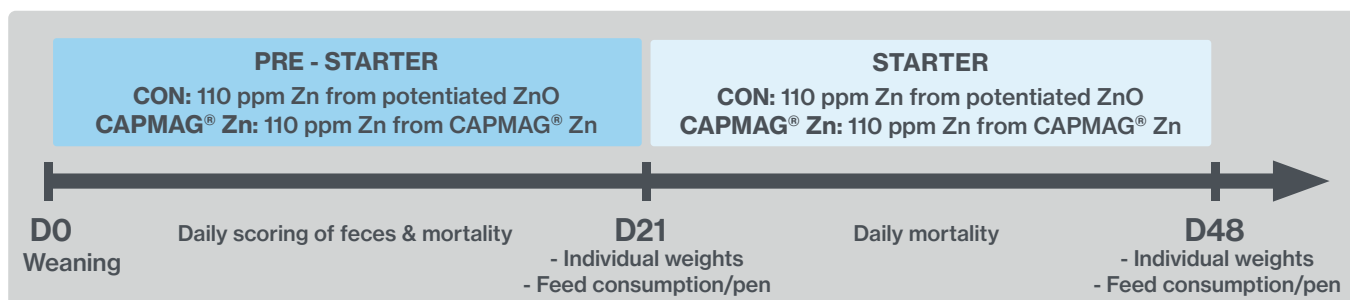 PRE - STARTER
CON: 110 ppm Zn from potentiated ZnO
CAPMAG® Zn: 110 ppm Zn from CAPMAG® Zn
STARTER
CON: 110 ppm Zn from potentiated ZnO
CAPMAG® Zn: 110 ppm Zn from CAPMAG® Zn
D0
Weaning
Daily scoring of feces & mortality
D21
- Individual weights
- Feed consumption/pen
Daily mortality
D48
- Individual weights
- Feed consumption/pen